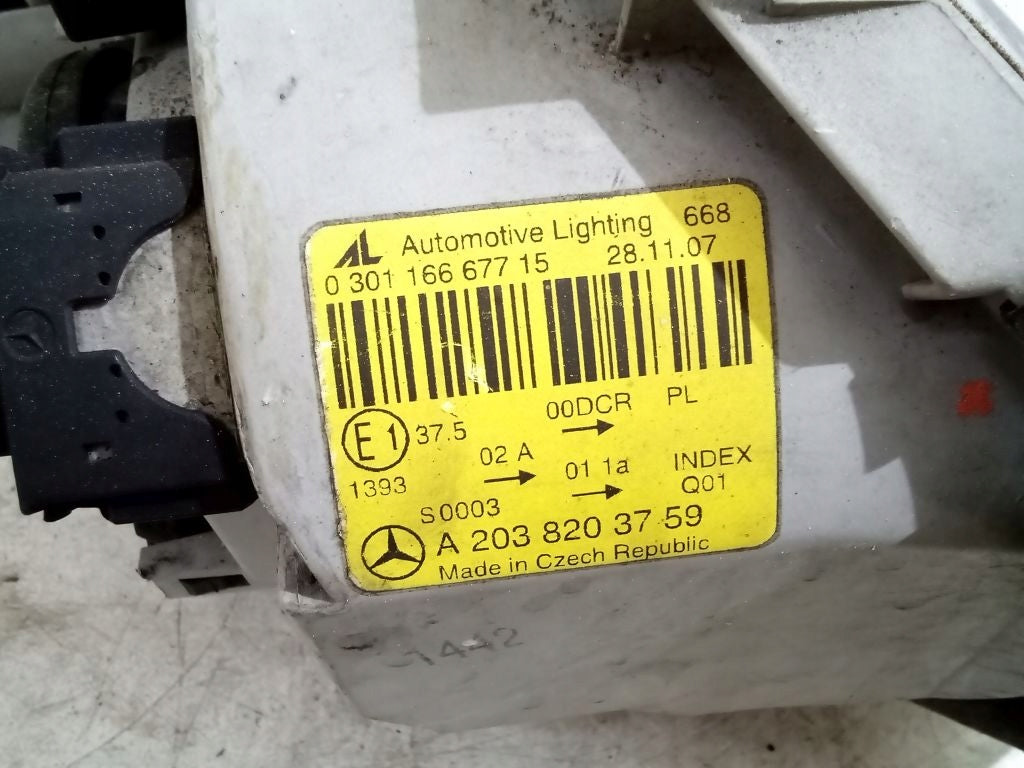 AL Automotive Lighting 668
0 301 166 677 15 28.11.07
00DCR PL
E1 37.5
02 A 01 1a INDEX
1393 Q01
S0003
A 203 820 37 59
Made in Czech Republic
1442